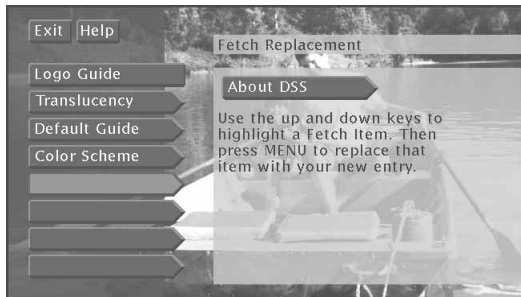 Exit Help
Fetch Replacement
Logo Guide
Translucency
Default Guide
Color Scheme
About DSS
Use the up and down keys to
highlight a Fetch Item. Then
press MENU to replace that
item with your new entry.